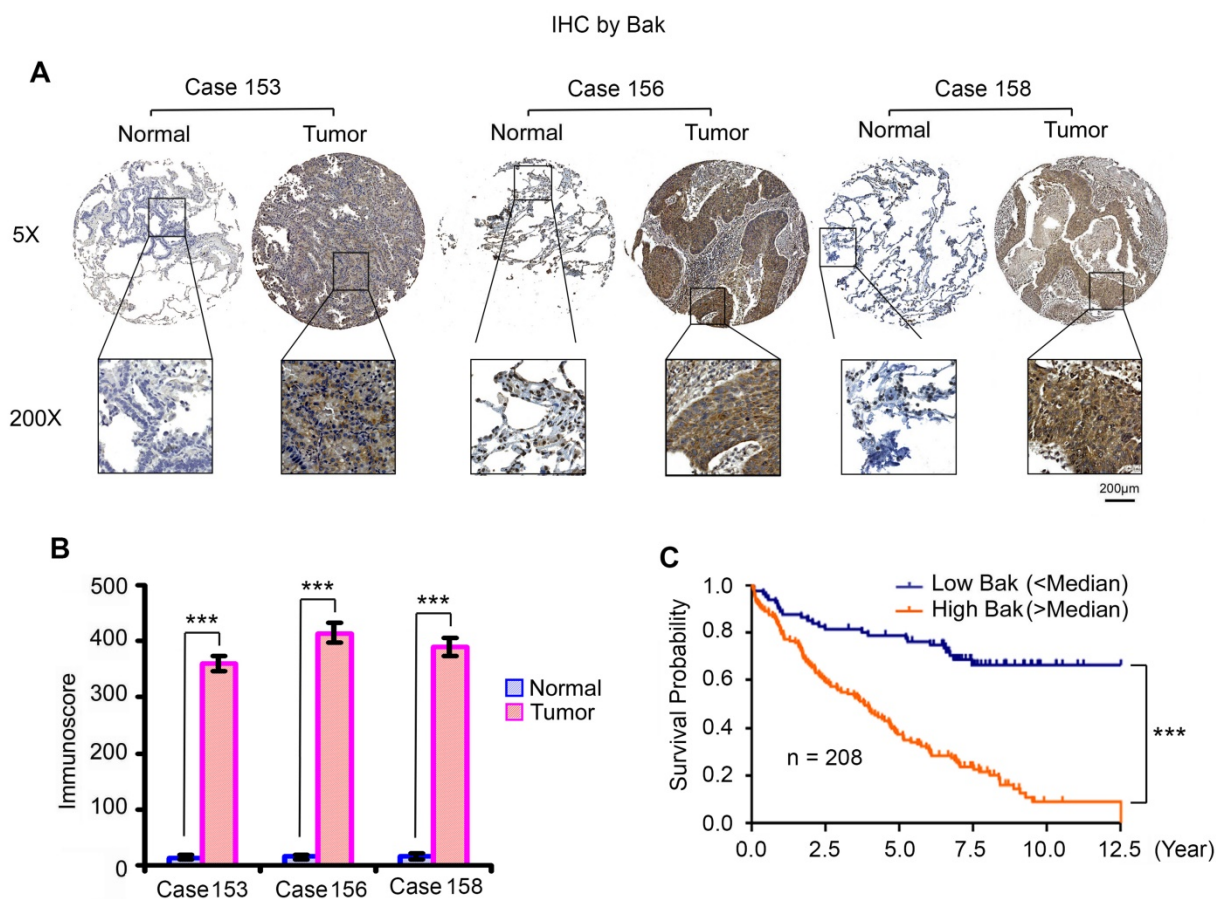 IHC by Bak
A
Case 153 Case 156 Case 158
Normal Tumor Normal Tumor Normal Tumor
5X
200X
200µm
B
Immunoscore
500
400
300
200
100
0
*** *** ***
Normal
Tumor
Case 153 Case 156 Case 158
C
Survival Probability
1.0
0.8
0.6
0.4
0.2
0.0
Low Bak (<Median)
High Bak (>Median)
***
n = 208
0.0 2.5 5.0 7.5 10.0 12.5 (Year)